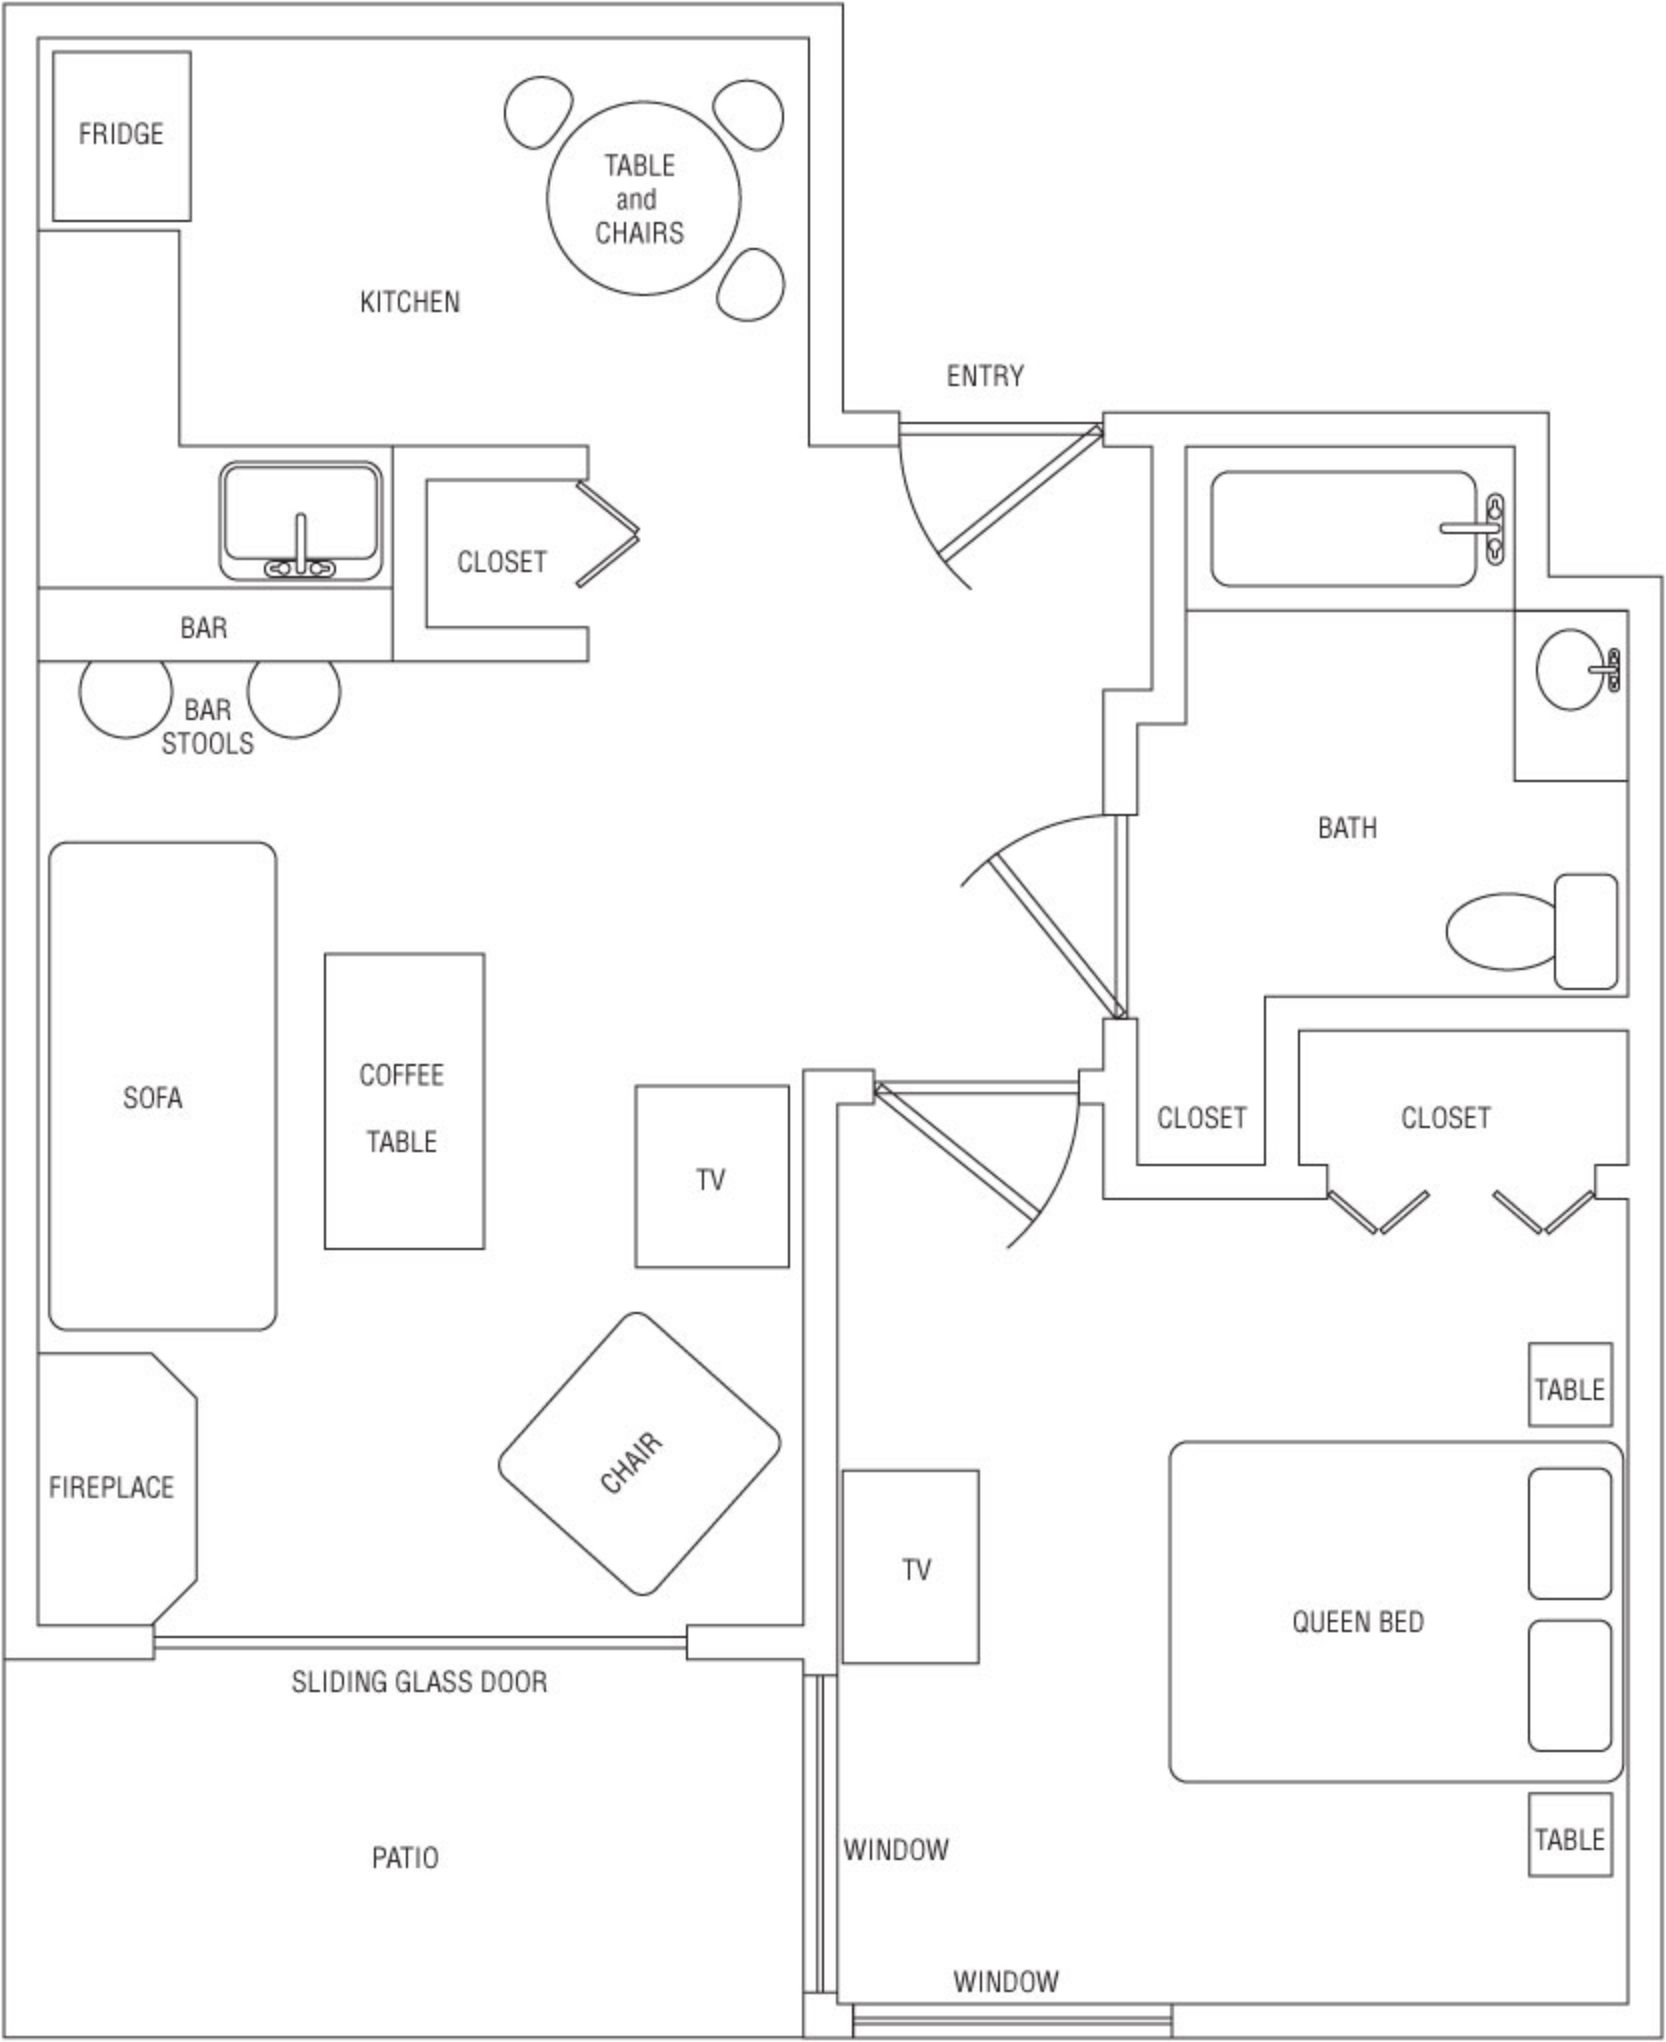 FRIDGE
TABLE
and
CHAIRS
KITCHEN
ENTRY
CLOSET
BAR
BAR
STOOLS
BATH
SOFA
COFFEE
TABLE
TV
CLOSET
CLOSET
TABLE
FIREPLACE
CHAIR
TV
QUEEN BED
SLIDING GLASS DOOR
PATIO
WINDOW
TABLE
WINDOW